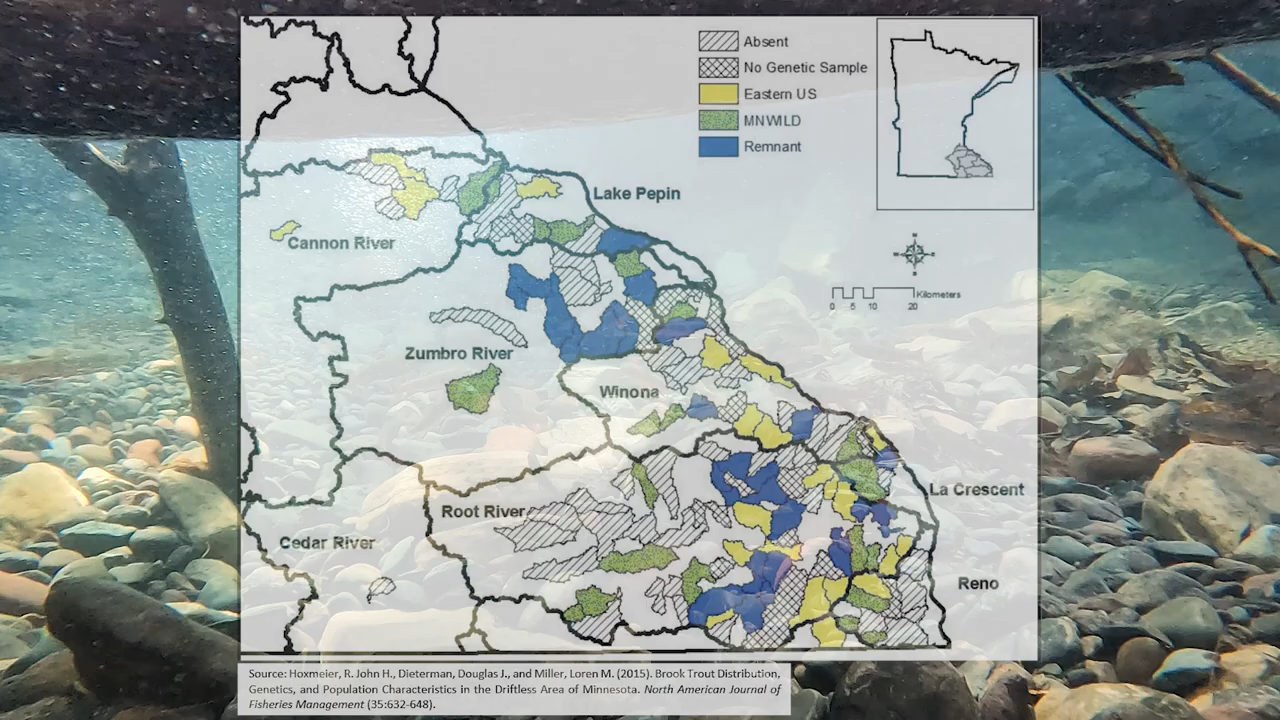 Absent
No Genetic Sample
Eastern US
MNWILD
Remnant
Lake Pepin
Cannon River
Kilometers
0 5 10 20
Zumbro River
Winona
La Crescent
Root River
Cedar River
Reno
Source: Hoxmeier, R. John H., Dieterman, Douglas J., and Miller, Loren M. (2015). Brook Trout Distribution,
Genetics, and Population Characteristics in the Driftless Area of Minnesota. North American Journal of
Fisheries Management (35:632-648).